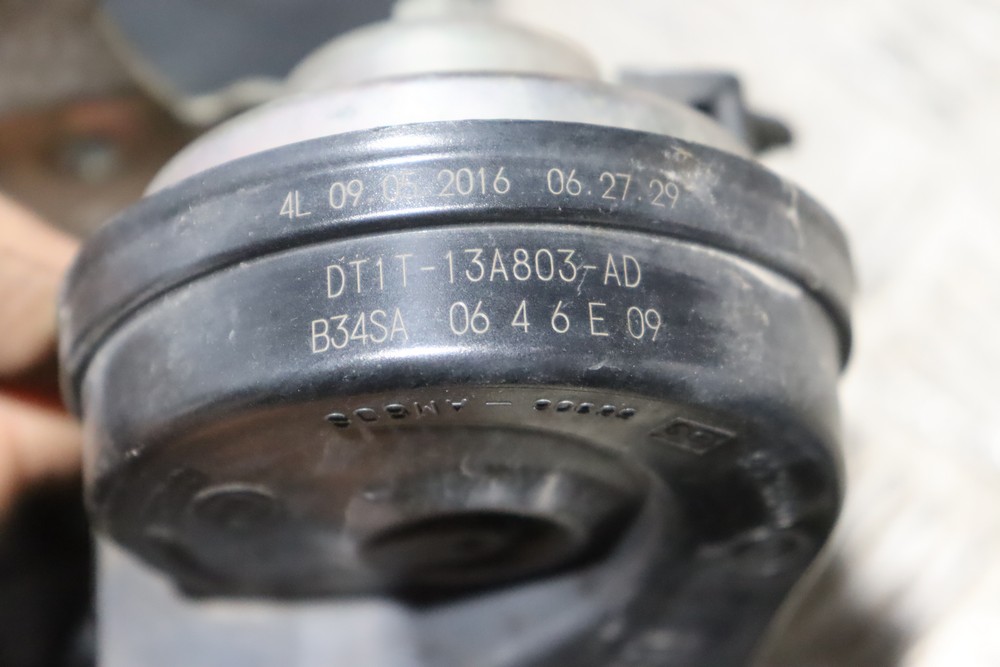 4L 09.05.2016 06.27.29
DT1T-13A803-AD
B34SA 06 4 6 E 09